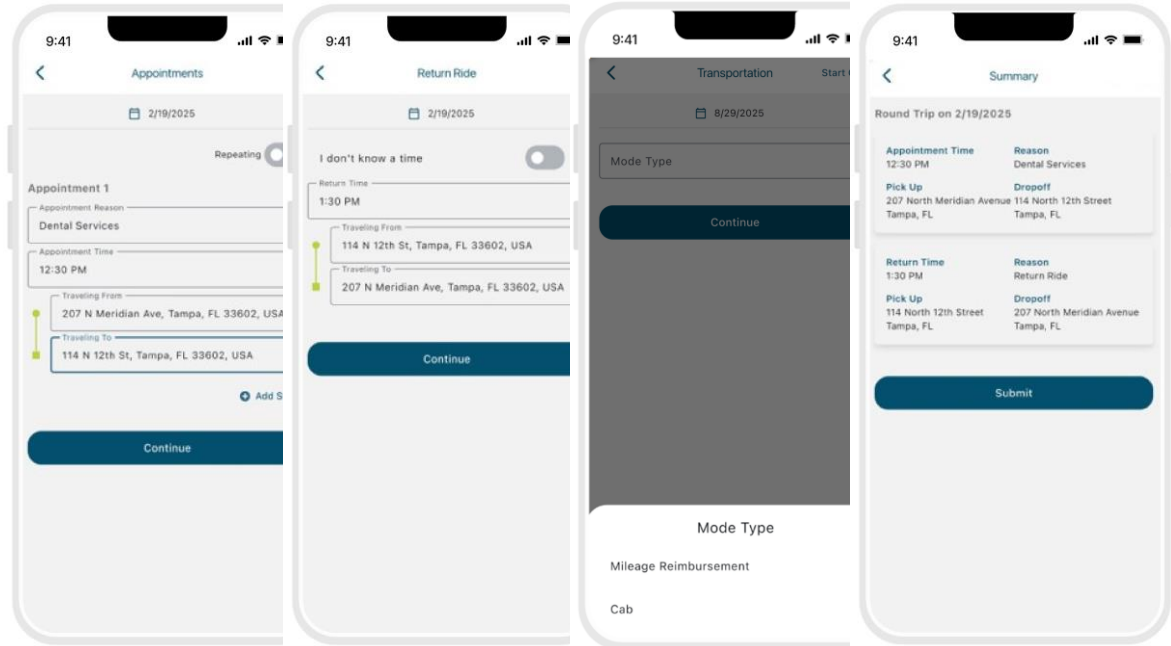 9:41
Appointments
2/19/2025
Repeating
Appointment 1
Appointment Reason
Dental Services
Appointment Time
12:30 PM
Traveling From
207 N Meridian Ave, Tampa, FL 33602, USA
Traveling To
114 N 12th St, Tampa, FL 33602, USA
Add S
Continue
9:41
Return Ride
2/19/2025
I don't know a time
Return Time
1:30 PM
Traveling From
114 N 12th St, Tampa, FL 33602, USA
Traveling To
207 N Meridian Ave, Tampa, FL 33602, USA
Continue
9:41
Transportation
Start
8/29/2025
Mode Type
Continue
Mode Type
Mileage Reimbursement
Cab
9:41
Summary
Round Trip on 2/19/2025
Appointment Time Reason
12:30 PM Dental Services
Pick Up Dropoff
207 North Meridian Avenue 114 North 12th Street
Tampa, FL Tampa, FL
Return Time Reason
1:30 PM Return Ride
Pick Up Dropoff
114 North 12th Street 207 North Meridian Avenue
Tampa, FL Tampa, FL
Submit